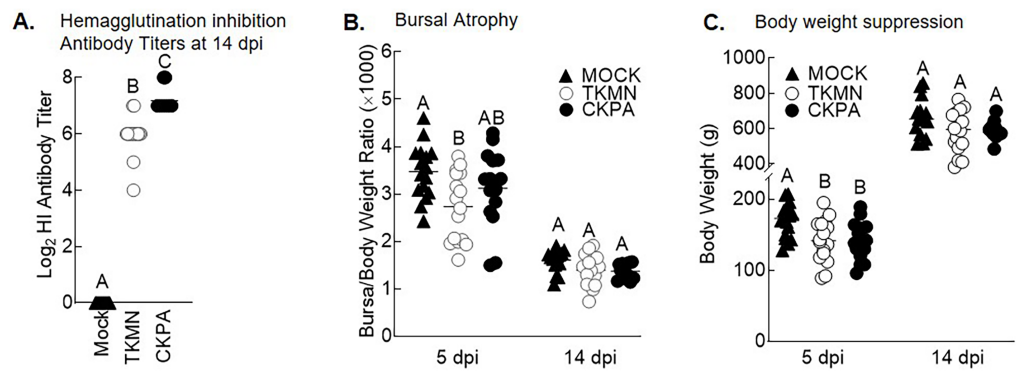 A.
Hemagglutination inhibition
Antibody Titers at 14 dpi
Log2 HI Antibody Titer
8
6
4
2
0
A
B
C
Mock
TKMN
CKPA
B.
Bursal Atrophy
Bursa/Body Weight Ratio (×1000)
6
5
4
3
2
1
0
MOCK
TKMN
CKPA
A
B
AB
A
A
A
5 dpi
14 dpi
C.
Body weight suppression
Body Weight (g)
1000
800
600
400
200
100
0
MOCK
TKMN
CKPA
A
B
B
A
A
A
5 dpi
14 dpi